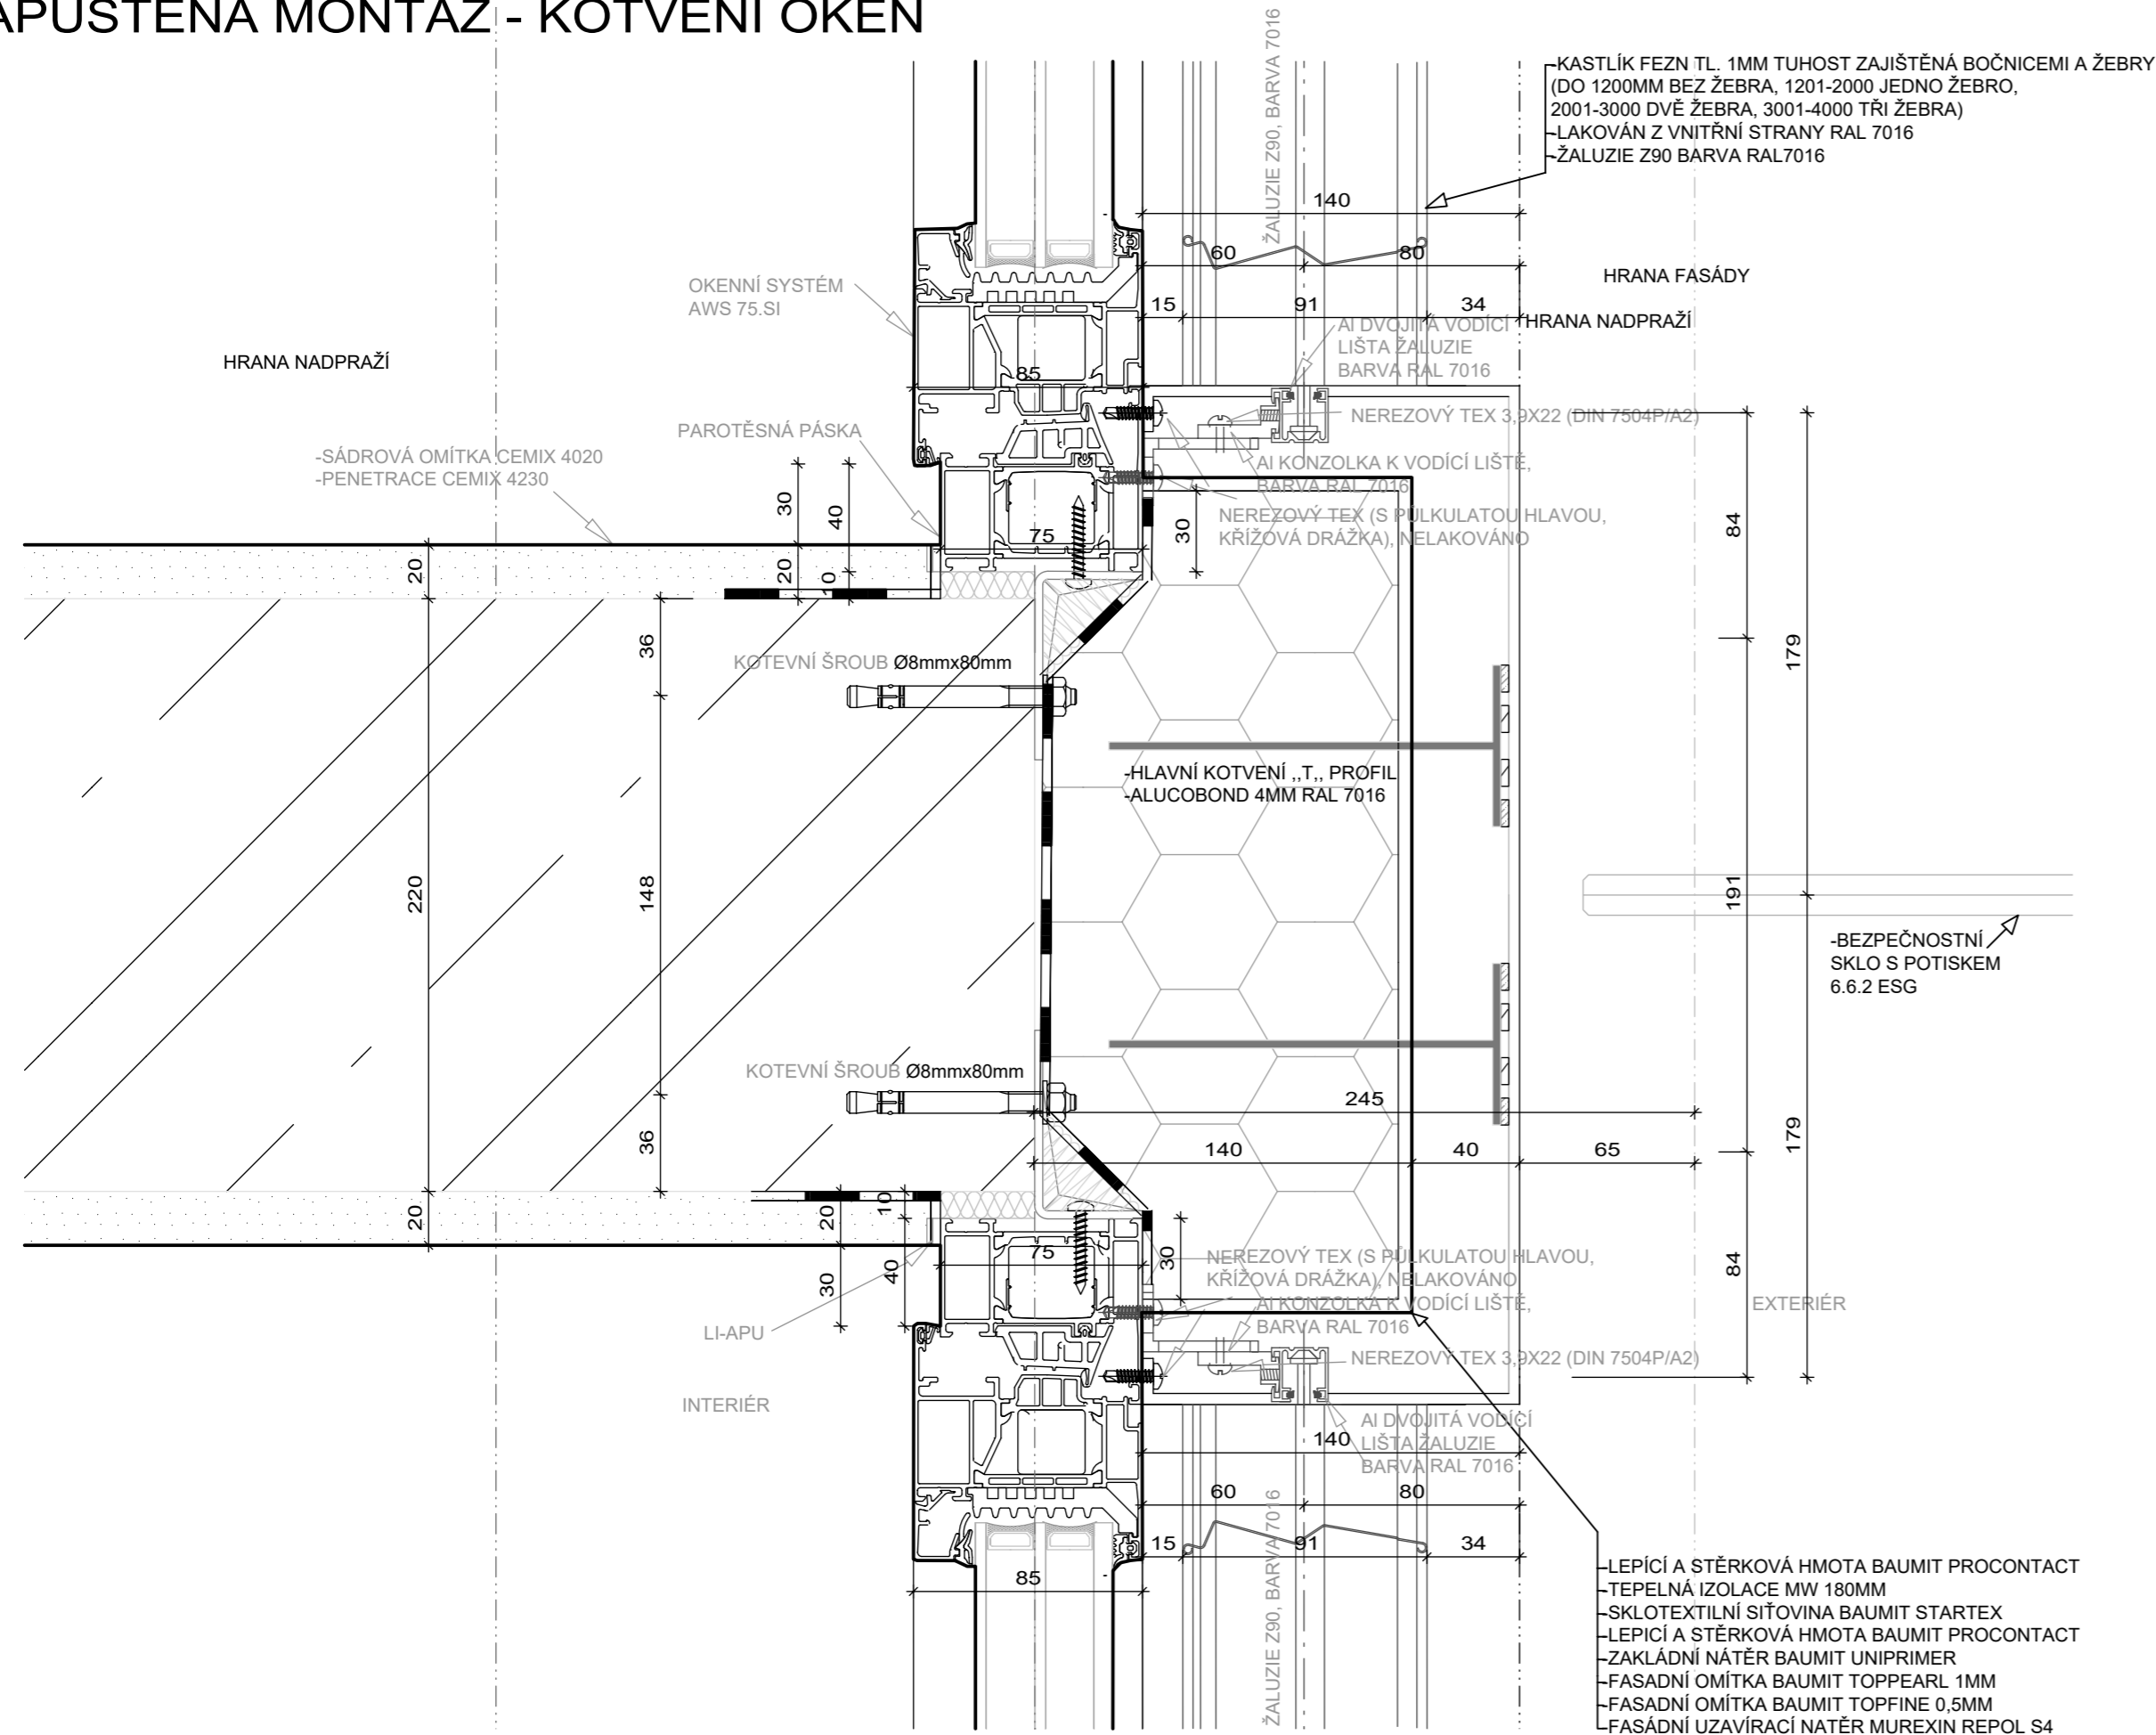 APUŠTĚNÁ MONTÁŽ - KOTVENÍ OKEN
-KASTLÍK FEZN TL. 1MM TUHOST ZAJIŠTĚNÁ BOČNICEMI A ŽEBRY
(DO 1200MM BEZ ŽEBRA, 1201-2000 JEDNO ŽEBRO,
2001-3000 DVĚ ŽEBRA, 3001-4000 TŘI ŽEBRA)
-LAKOVÁN Z VNITŘNÍ STRANY RAL 7016
-ŽALUZIE Z90 BARVA RAL7016
ŽALUZIE Z90, BARVA 7016
140
60
80
HRANA FASÁDY
OKENNÍ SYSTÉM
AWS 75.SI
15
91
34
HRANA NADPRAŽÍ
AI DVOJITÁ VODÍCÍ
LIŠTA ŽALUZIE
BARVA RAL 7016
HRANA NADPRAŽÍ
85
NEREZOVÝ TEX 3,9X22 (DIN 7504P/A2)
PAROTĚSNÁ PÁSKA
-SÁDROVÁ OMÍTKA CEMIX 4020
-PENETRACE CEMIX 4230
AI KONZOLKA K VODÍCÍ LIŠTĚ,
BARVA RAL 7016
30
40
NEREZOVÝ TEX (S PŮLKULATOU HLAVOU,
KŘÍŽOVÁ DRÁŽKA), NELAKOVÁNO
75
30
84
20
20
10
36
179
KOTEVNÍ ŠROUB Ø8mmx80mm
-HLAVNÍ KOTVENÍ ,,T,, PROFIL
-ALUCOBOND 4MM RAL 7016
220
148
191
-BEZPEČNOSTNÍ
SKLO S POTISKEM
6.6.2 ESG
KOTEVNÍ ŠROUB Ø8mmx80mm
245
36
140
40
65
179
20
20
10
75
30
40
30
84
NEREZOVÝ TEX (S PŮLKULATOU HLAVOU,
KŘÍŽOVÁ DRÁŽKA), NELAKOVÁNO
AI KONZOLKA K VODÍCÍ LIŠTĚ,
BARVA RAL 7016
EXTERIÉR
LI-APU
NEREZOVÝ TEX 3,9X22 (DIN 7504P/A2)
INTERIÉR
AI DVOJITÁ VODÍCÍ
LIŠTA ŽALUZIE
BARVA RAL 7016
140
60
80
15
91
34
85
ŽALUZIE Z90, BARVA 7016
-LEPÍCÍ A STĚRKOVÁ HMOTA BAUMIT PROCONTACT
-TEPELNÁ IZOLACE MW 180MM
-SKLOTEXTILNÍ SIŤOVINA BAUMIT STARTEX
-LEPICÍ A STĚRKOVÁ HMOTA BAUMIT PROCONTACT
-ZAKLÁDNÍ NÁTĚR BAUMIT UNIPRIMER
-FASADNÍ OMÍTKA BAUMIT TOPPEARL 1MM
-FASADNÍ OMÍTKA BAUMIT TOPFINE 0,5MM
-FASÁDNÍ UZAVÍRACÍ NATĚR MUREXIN REPOL S4